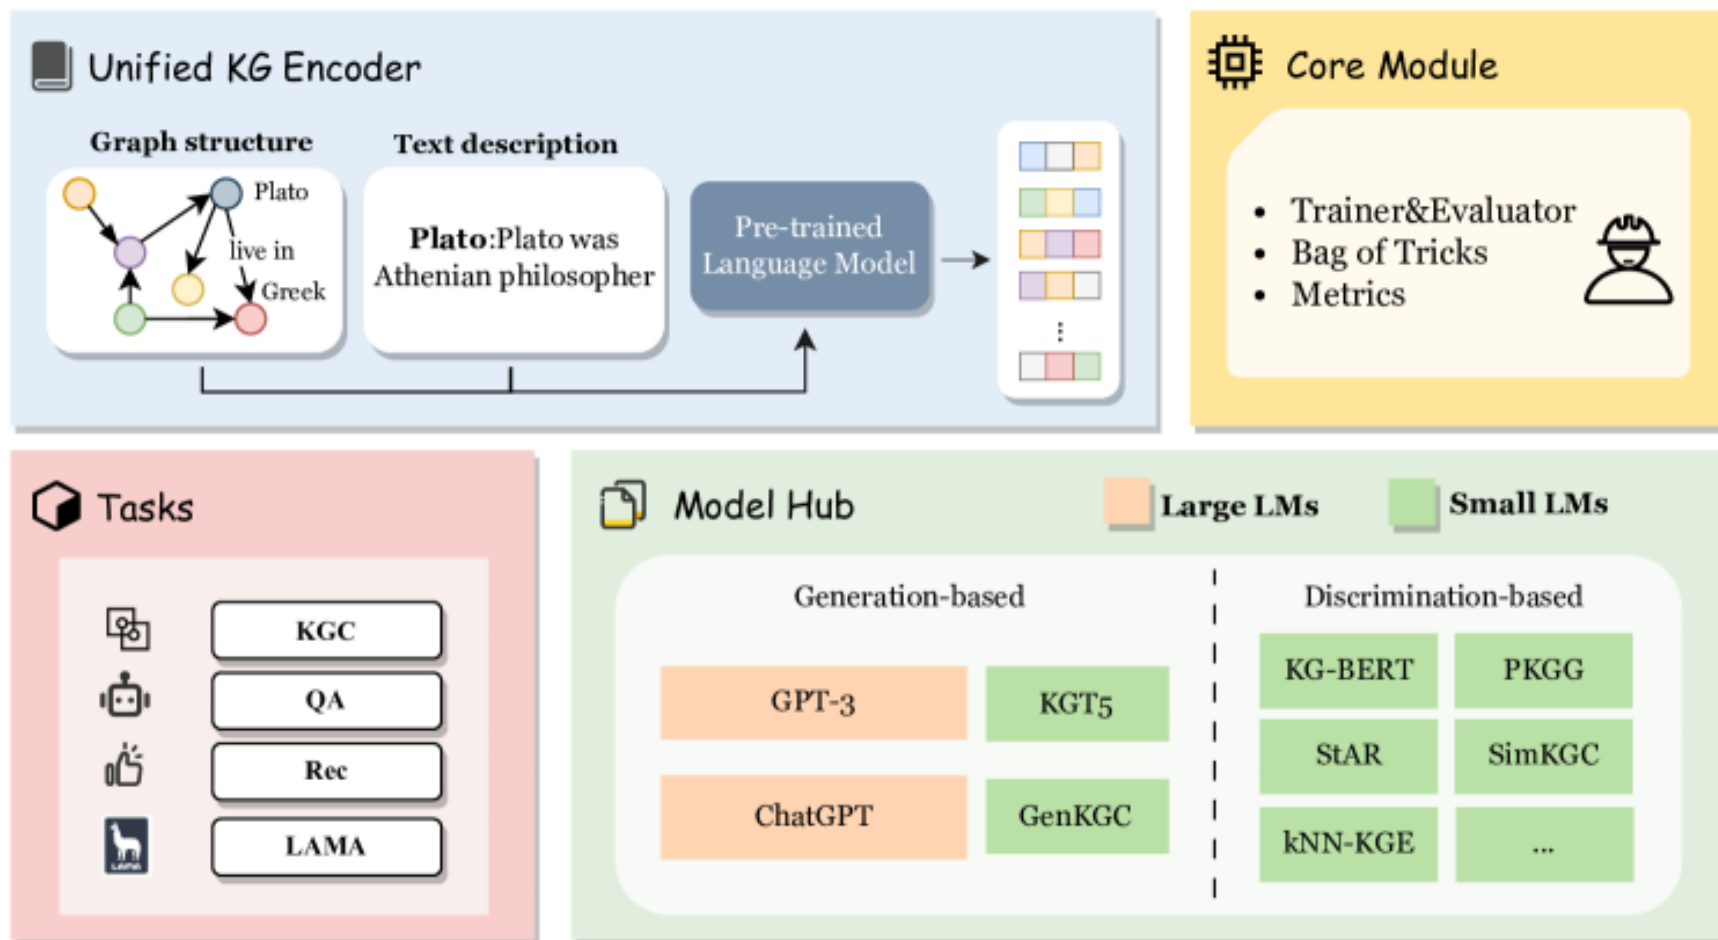 Unified KG Encoder
Graph structure
Text description
Plato
live in
Greek
Plato:Plato was
Athenian philosopher
Pre-trained
Language Model
Core Module
• Trainer&Evaluator
• Bag of Tricks
• Metrics
Tasks
KGC
QA
Rec
LAMA
LAMA
Model Hub
Large LMs
Small LMs
Generation-based
GPT-3
KGT5
ChatGPT
GenKGC
Discrimination-based
KG-BERT
PKGG
StAR
SimKGC
kNN-KGE
...